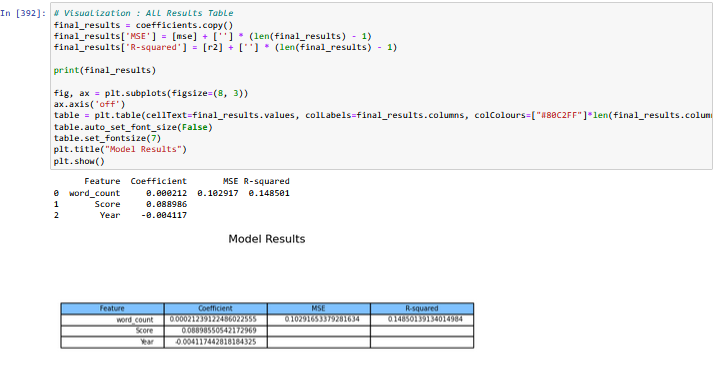 In [392]: # Visualization : All Results Table
final_results = coefficients.copy()
final_results['MSE'] = [mse] + [''] * (len(final_results) - 1)
final_results['R-squared'] = [r2] + [''] * (len(final_results) - 1)
print(final_results)
fig, ax = plt.subplots(figsize=(8, 3))
ax.axis('off')
table = plt.table(cellText=final_results.values, colLabels=final_results.columns, colColours=["#80C2FF"]*len(final_results.colum
table.auto_set_font_size(False)
table.set_fontsize(7)
plt.title("Model Results")
plt.show()
Feature Coefficient MSE R-squared
0 word_count 0.000212 0.102917 0.148501
1 Score 0.088986
2 Year -0.004117
Model Results
Feature Coefficient MSE R-squared
word_count 0.00021239122486022555 0.10291653379281634 0.14850139134014984
Score 0.08898550542172969
Year -0.004117442818184325